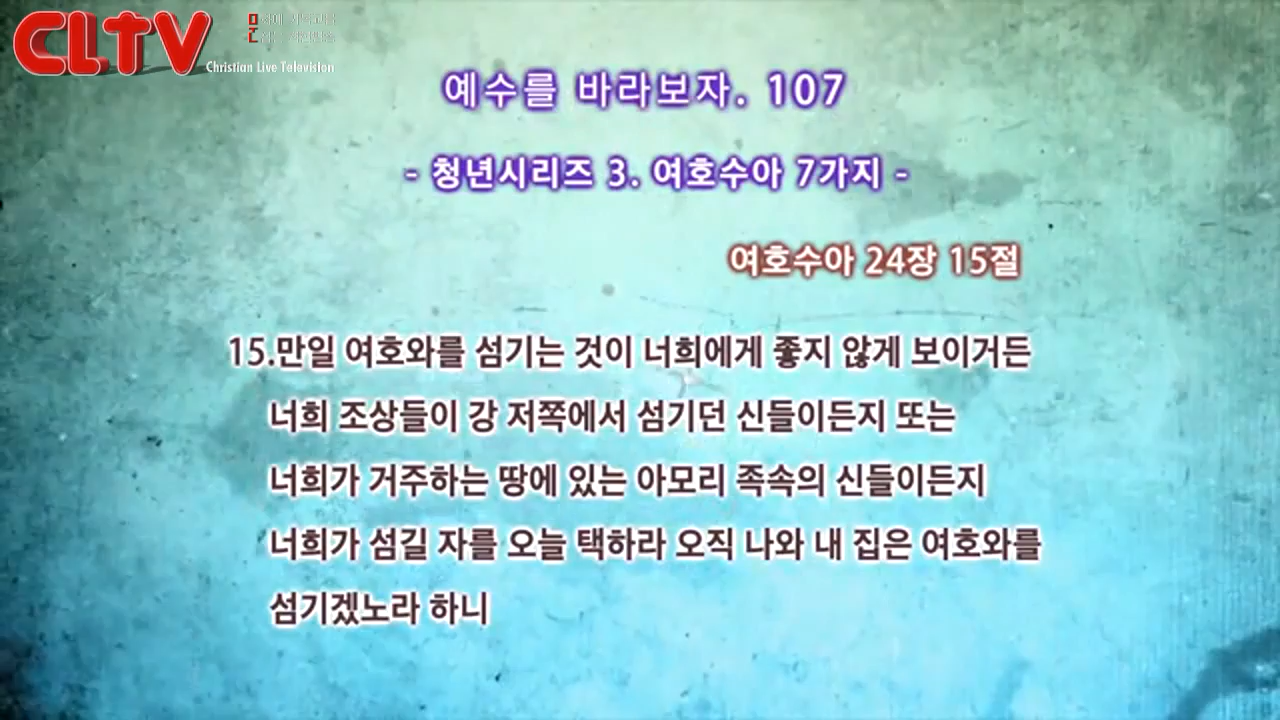 CLTV
Christian Live Television
예수를 바라보자. 107
- 청년시리즈 3. 여호수아 7가지 -
여호수아 24장 15절
15.만일 여호와를 섬기는 것이 너희에게 좋지 않게 보이거든
너희 조상들이 강 저쪽에서 섬기던 신들이든지 또는
너희가 거주하는 땅에 있는 아모리 족속의 신들이든지
너희가 섬길 자를 오늘 택하라 오직 나와 내 집은 여호와를
섬기겠노라 하니